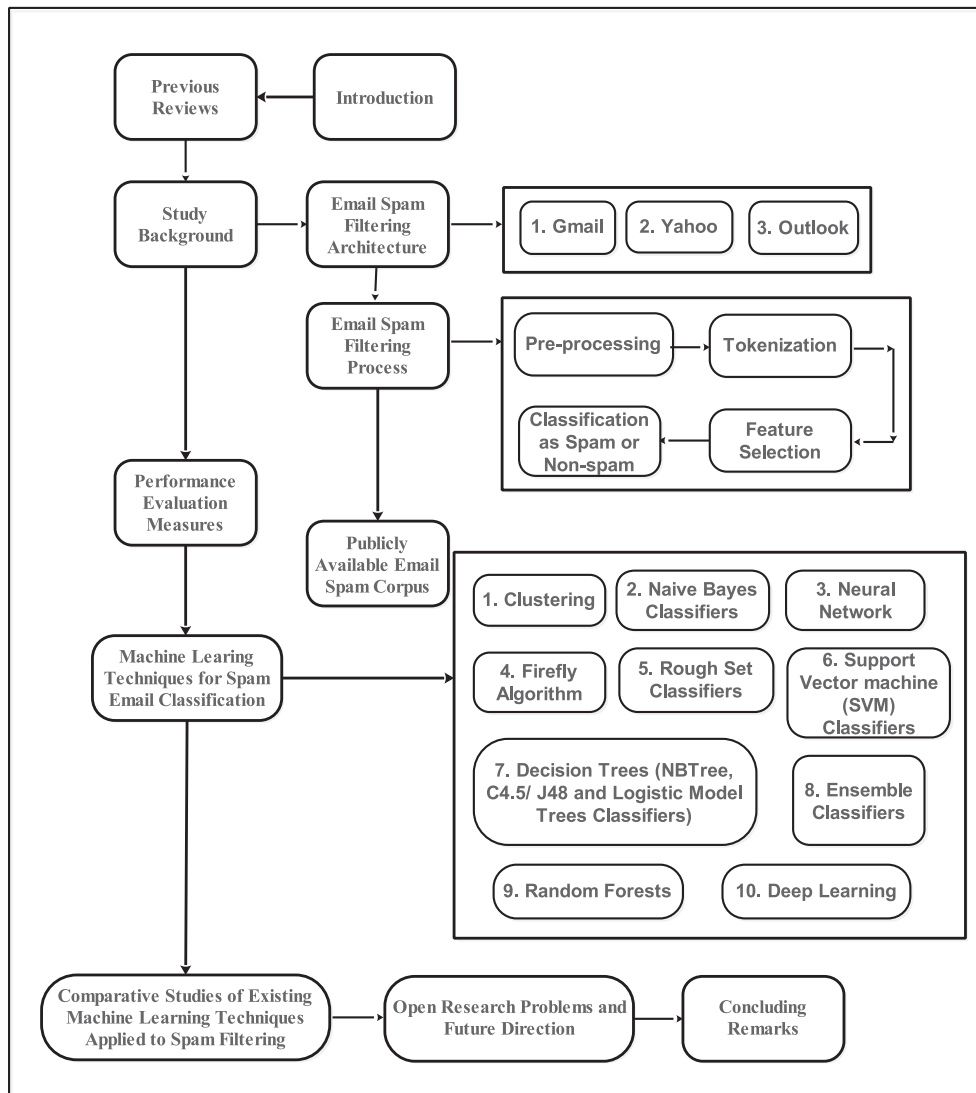 Previous
Reviews
Introduction
Study
Background
Email Spam
Filtering
Architecture
1. Gmail
2. Yahoo
3. Outlook
Email Spam
Filtering
Process
Pre-processing
Tokenization
Classification
as Spam or
Non-spam
Feature
Selection
Performance
Evaluation
Measures
Publicly
Available Email
Spam Corpus
Machine Learing
Techniques for Spam
Email Classification
1. Clustering
2. Naive Bayes
Classifiers
3. Neural
Network
4. Firefly
Algorithm
5. Rough Set
Classifiers
6. Support
Vector machine
(SVM)
Classifiers
7. Decision Trees (NBTree,
C4.5/ J48 and Logistic Model
Trees Classifiers)
8. Ensemble
Classifiers
9. Random Forests
10. Deep Learning
Comparative Studies of Existing
Machine Learning Techniques
Applied to Spam Filtering
Open Research Problems and
Future Direction
Concluding
Remarks